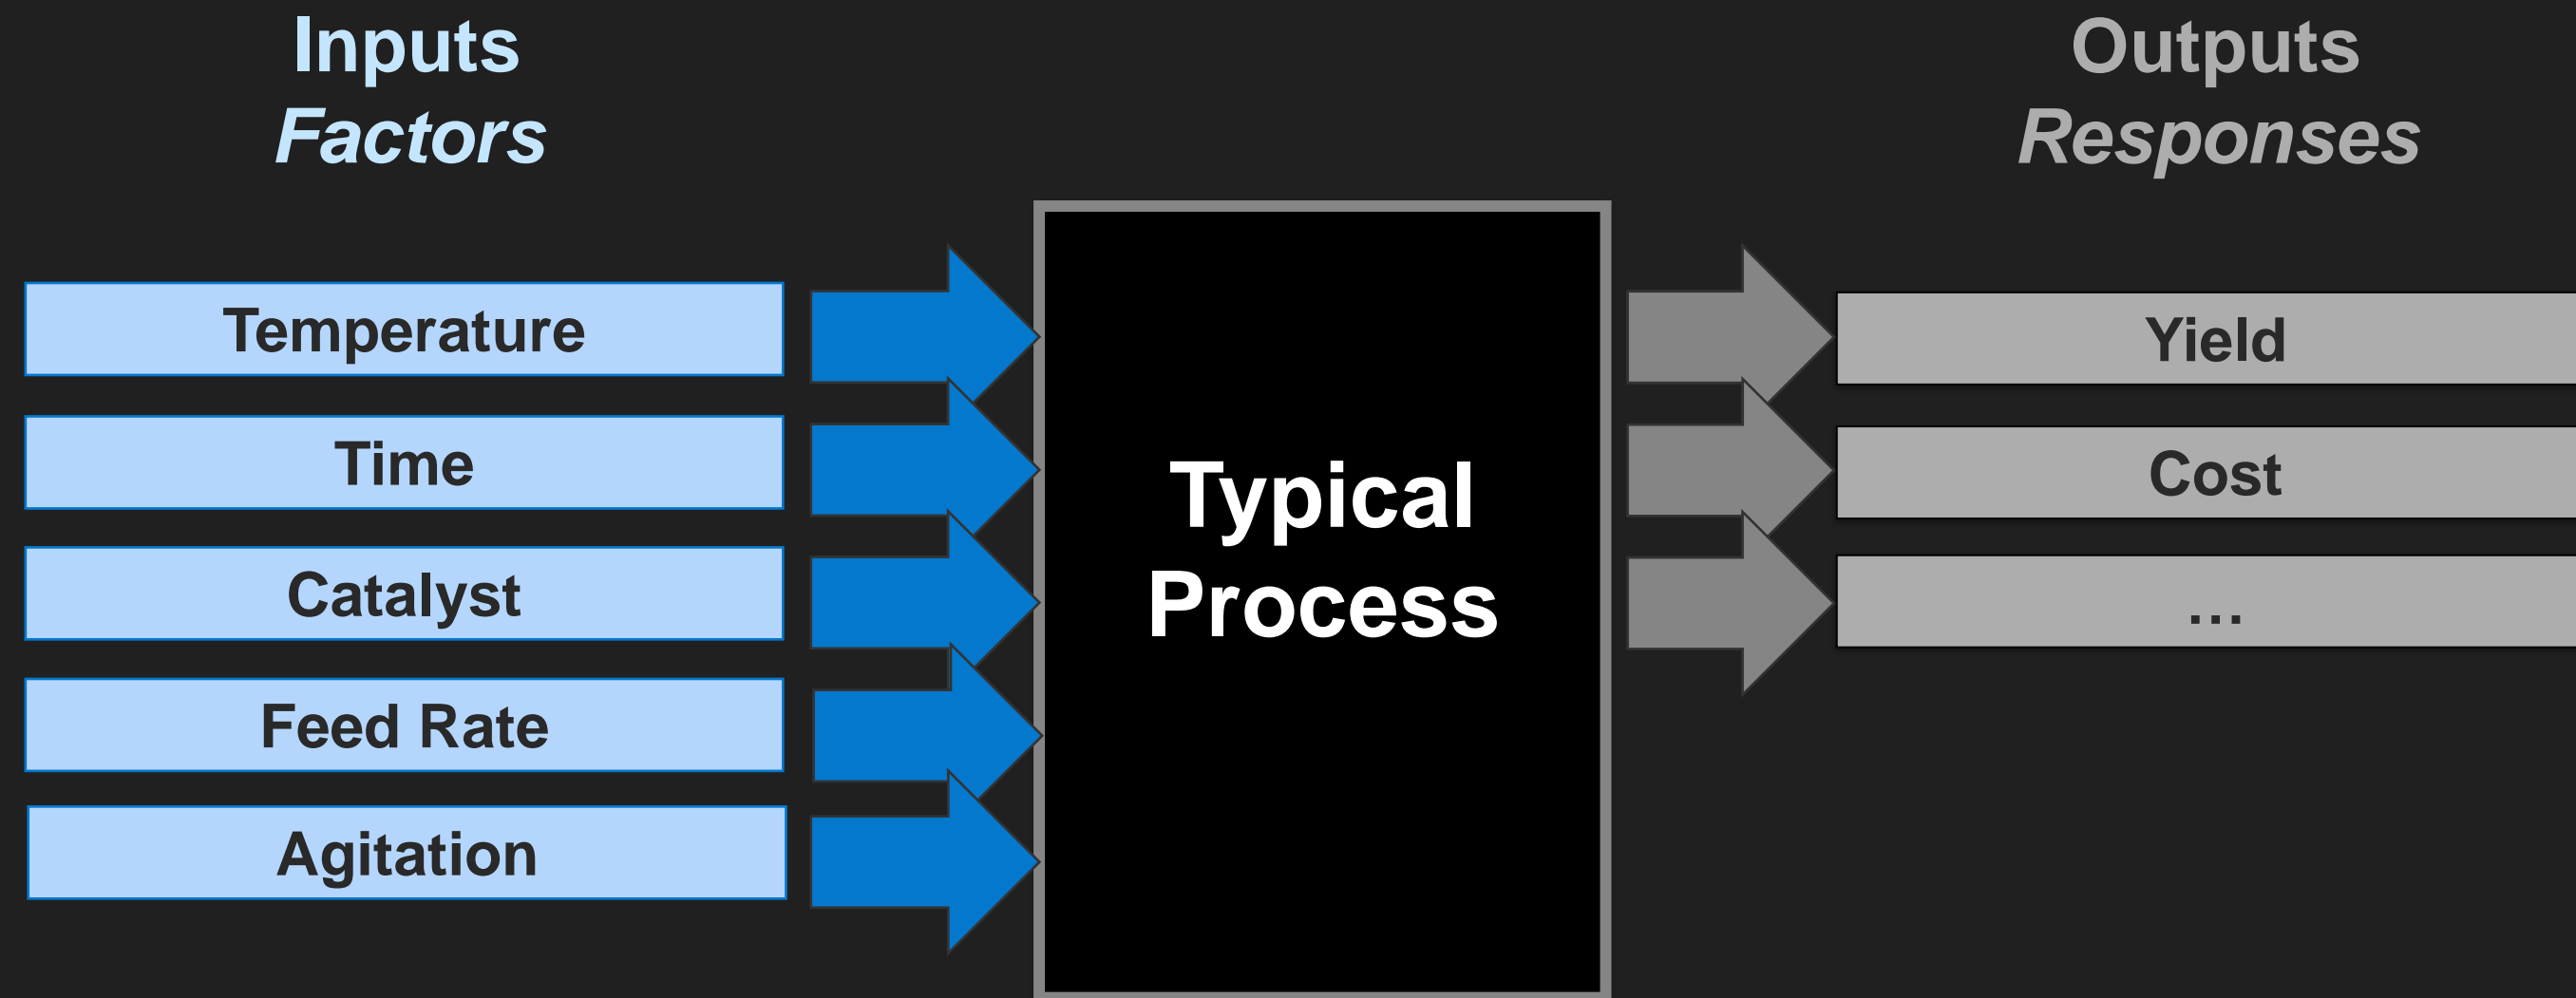 Inputs
Factors
Outputs
Responses
Temperature
Time
Catalyst
Feed Rate
Agitation
Typical
Process
Yield
Cost
…